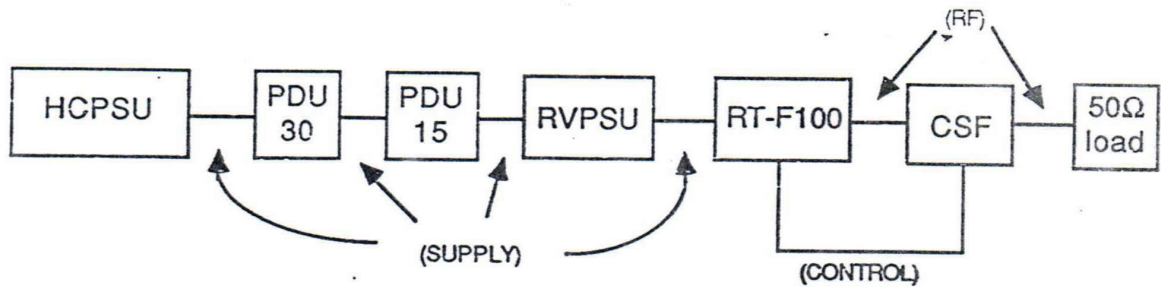 (RF)
HCPSU
PDU
30
PDU
15
RVPSU
RT-F100
CSF
50Ω
load
(SUPPLY)
(CONTROL)